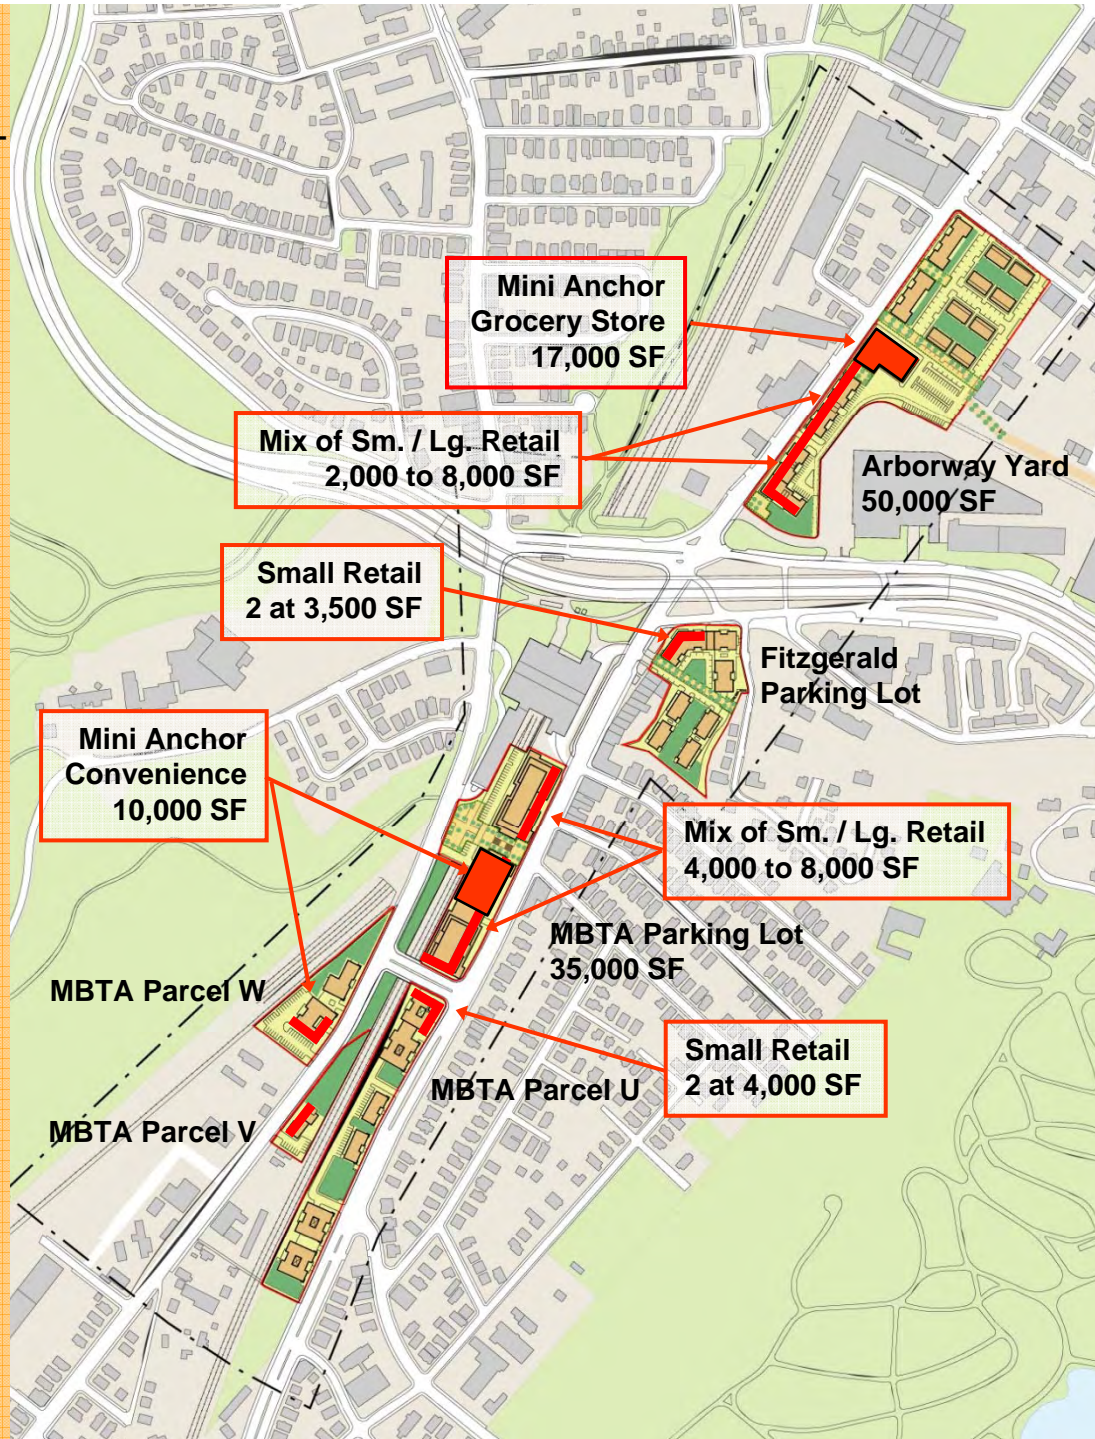 Mini Anchor
Grocery Store
17,000 SF
Mix of Sm. / Lg. Retail
2,000 to 8,000 SF
Arborway Yard
50,000 SF
Small Retail
2 at 3,500 SF
Fitzgerald
Parking Lot
Mini Anchor
Convenience
10,000 SF
Mix of Sm. / Lg. Retail
4,000 to 8,000 SF
MBTA Parking Lot
35,000 SF
MBTA Parcel W
Small Retail
2 at 4,000 SF
MBTA Parcel U
MBTA Parcel V